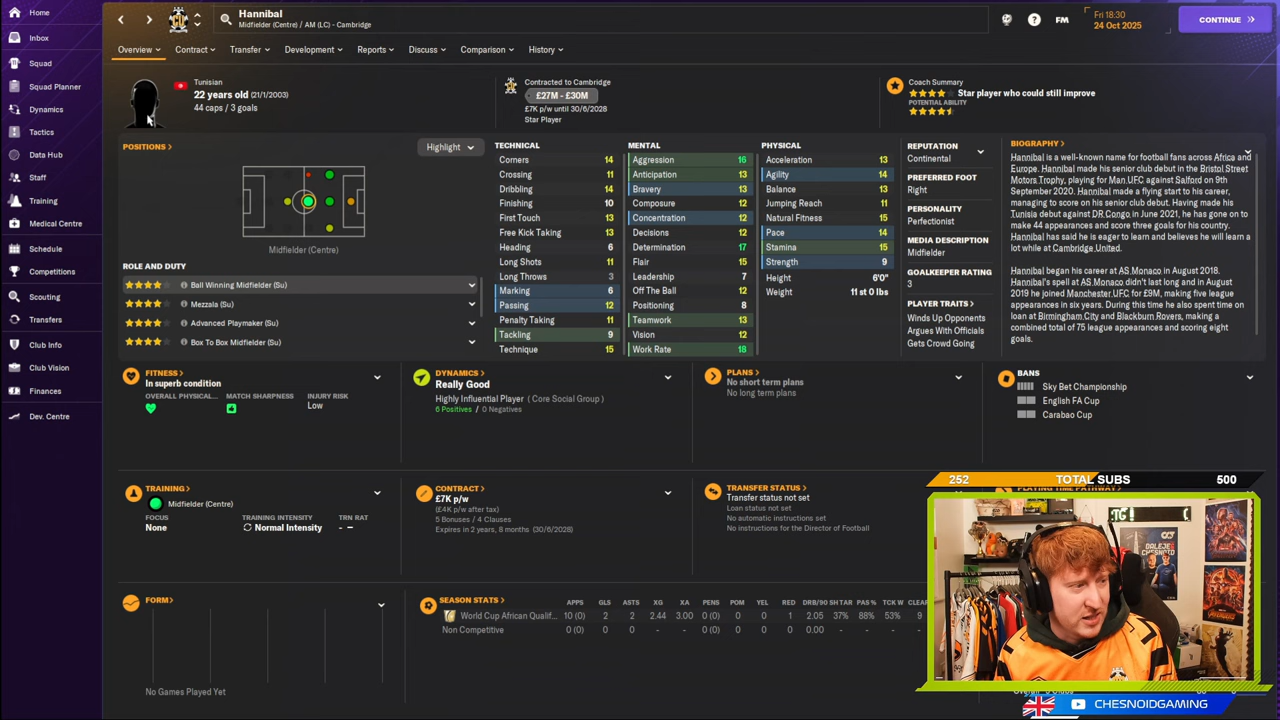 Home
Inbox
Squad
Squad Planner
Dynamics
Tactics
Data Hub
Staff
Training
Medical Centre
Schedule
Competitions
Scouting
Transfers
Club Info
Club Vision
Finances
Dev. Centre
Hannibal
Midfielder (Centre) / AM (LC) - Cambridge
FM
Fri 18:30
24 Oct 2025
CONTINUE
Overview
Contract
Transfer
Development
Reports
Discuss
Comparison
History
Tunisian
22 years old (21/1/2003)
44 caps / 3 goals
Contracted to Cambridge
£27M - £30M
£7K p/w until 30/6/2028
Star Player
Coach Summary
Star player who could still improve
POTENTIAL ABILITY
POSITIONS
Highlight
Midfielder (Centre)
ROLE AND DUTY
Ball Winning Midfielder (Su)
Mezzala (Su)
Advanced Playmaker (Su)
Box To Box Midfielder (Su)
TECHNICAL
Corners 14
Crossing 11
Dribbling 14
Finishing 10
First Touch 13
Free Kick Taking 13
Heading 6
Long Shots 11
Long Throws 3
Marking 6
Passing 12
Penalty Taking 11
Tackling 9
Technique 15
MENTAL
Aggression 16
Anticipation 13
Bravery 13
Composure 12
Concentration 12
Decisions 12
Determination 17
Flair 15
Leadership 7
Off The Ball 12
Positioning 8
Teamwork 13
Vision 12
Work Rate 18
PHYSICAL
Acceleration 13
Agility 14
Balance 13
Jumping Reach 11
Natural Fitness 15
Pace 14
Stamina 15
Strength 9
Height 6'0"
Weight 11 st 0 lbs
REPUTATION
Continental
PREFERRED FOOT
Right
PERSONALITY
Perfectionist
MEDIA DESCRIPTION
Midfielder
GOALKEEPER RATING
3
PLAYER TRAITS
Winds Up Opponents
Argues With Officials
Gets Crowd Going
BIOGRAPHY
Hannibal is a well-known name for football fans across Africa and
Europe. Hannibal made his senior club debut in the Bristol Street
Motors Trophy, playing for Man UFC against Salford on 9th
September 2020. Hannibal made a flying start to his career,
managing to score on his senior club debut. Having made his
Tunisia debut against DR Congo in June 2021, he has gone on to
make 44 appearances and score three goals for his country.
Hannibal has said he is eager to learn and believes he will learn a
lot while at Cambridge United.
Hannibal began his career at AS Monaco in August 2018.
Hannibal's spell at AS Monaco didn't last long and in August
2019 he joined Manchester UFC for £9M, making five league
appearances in six years. During this time he also spent time on
loan at Birmingham City and Blackburn Rovers, making a
combined total of 75 league appearances and scoring eight
goals.
FITNESS
In superb condition
OVERALL PHYSICAL...
MATCH SHARPNESS
INJURY RISK
Low
DYNAMICS
Really Good
Highly Influential Player ( Core Social Group )
6 Positives / 0 Negatives
PLANS
No short term plans
No long term plans
BANS
Sky Bet Championship
English FA Cup
Carabao Cup
TRAINING
Midfielder (Centre)
FOCUS
None
TRAINING INTENSITY
Normal Intensity
TRN RAT
- -
CONTRACT
£7K p/w
(£4K p/w after tax)
5 Bonuses / 4 Clauses
Expires in 2 years, 8 months (30/6/2028)
TRANSFER STATUS
Transfer status not set
Loan status not set
No automatic instructions set
No instructions for the Director of Football
252 TOTAL SUBS 500
FORM
No Games Played Yet
SEASON STATS
APPS GLS ASTS XG XA PENS POM YEL RED DRB/90 SH TAR PAS % TCK W CLEAR
World Cup African Qualif... 10 (0) 2 2 2.44 3.00 0 (0) 0 0 1 2.05 37% 88% 53% 9
Non Competitive 0 (0) - - - - 0 (0) 0 0 0 0.00 - - - -
CHESNOIDGAMING